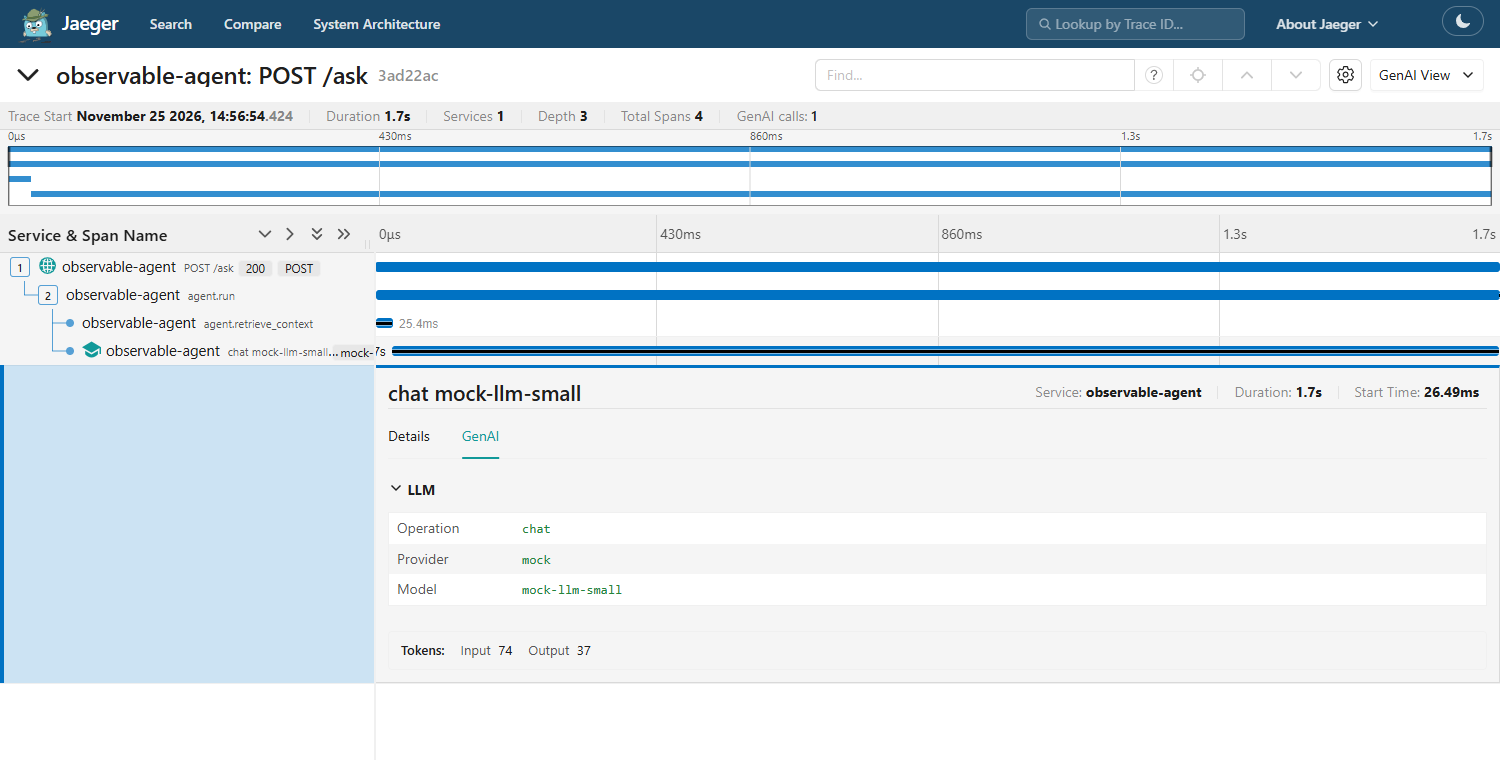 Jaeger Search Compare System Architecture Lookup by Trace ID... About Jaeger
observable-agent: POST /ask 3ad22ac Find... ? GenAI View
Trace Start November 25 2026, 14:56:54.424 Duration 1.7s Services 1 Depth 3 Total Spans 4 GenAI calls: 1
0μs 430ms 860ms 1.3s 1.7s
Service & Span Name 0μs 430ms 860ms 1.3s 1.7s
1 observable-agent POST /ask 200 POST
2 observable-agent agent.run
observable-agent agent.retrieve_context 25.4ms
observable-agent chat mock-llm-small... mock- 7s
chat mock-llm-small Service: observable-agent Duration: 1.7s Start Time: 26.49ms
Details GenAI
LLM
Operation chat
Provider mock
Model mock-llm-small
Tokens: Input 74 Output 37